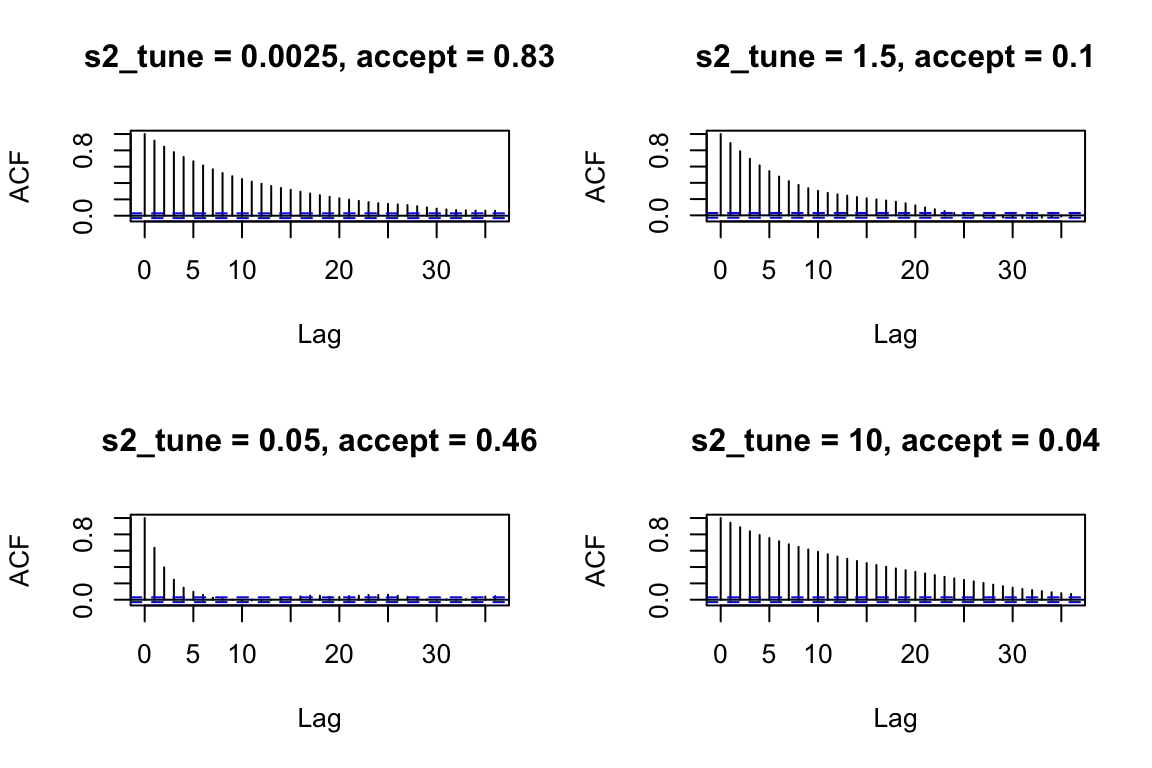 s2_tune = 0.0025, accept = 0.83
ACF
0.0 0.8
0 5 10 20 30
Lag
s2_tune = 1.5, accept = 0.1
ACF
0.0 0.8
0 5 10 20 30
Lag
s2_tune = 0.05, accept = 0.46
ACF
0.0 0.8
0 5 10 20 30
Lag
s2_tune = 10, accept = 0.04
ACF
0.0 0.8
0 5 10 20 30
Lag